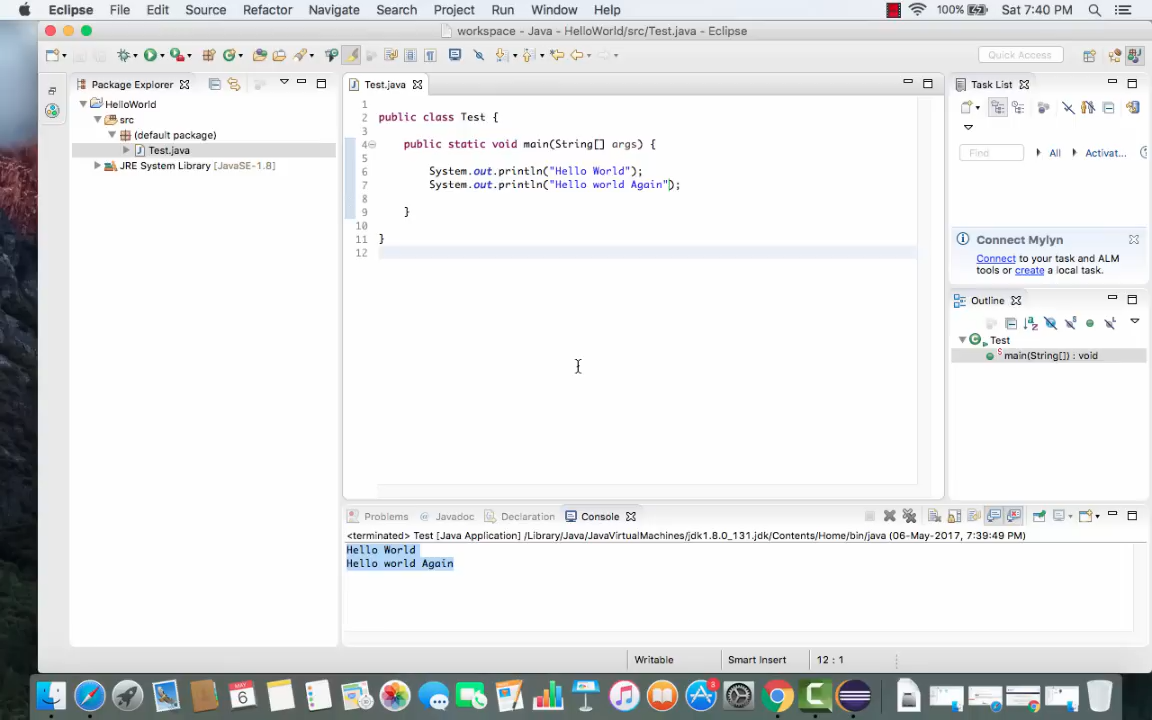 Eclipse File Edit Source Refactor Navigate Search Project Run Window Help 100% Sat 7:40 PM
workspace - Java - HelloWorld/src/Test.java - Eclipse
Quick Access
Package Explorer
HelloWorld
src
(default package)
Test.java
JRE System Library [JavaSE-1.8]
Test.java
1
2 public class Test {
3
4 public static void main(String[] args) {
5
6 System.out.println("Hello World");
7 System.out.println("Hello world Again");
8
9 }
10
11 }
12
Task List
Find All Activat...
Connect Mylyn
Connect to your task and ALM
tools or create a local task.
Outline
Test
main(String[]) : void
Problems Javadoc Declaration Console
<terminated> Test [Java Application] /Library/Java/JavaVirtualMachines/jdk1.8.0_131.jdk/Contents/Home/bin/java (06-May-2017, 7:39:49 PM)
Hello World
Hello world Again
Writable Smart Insert 12 : 1
6